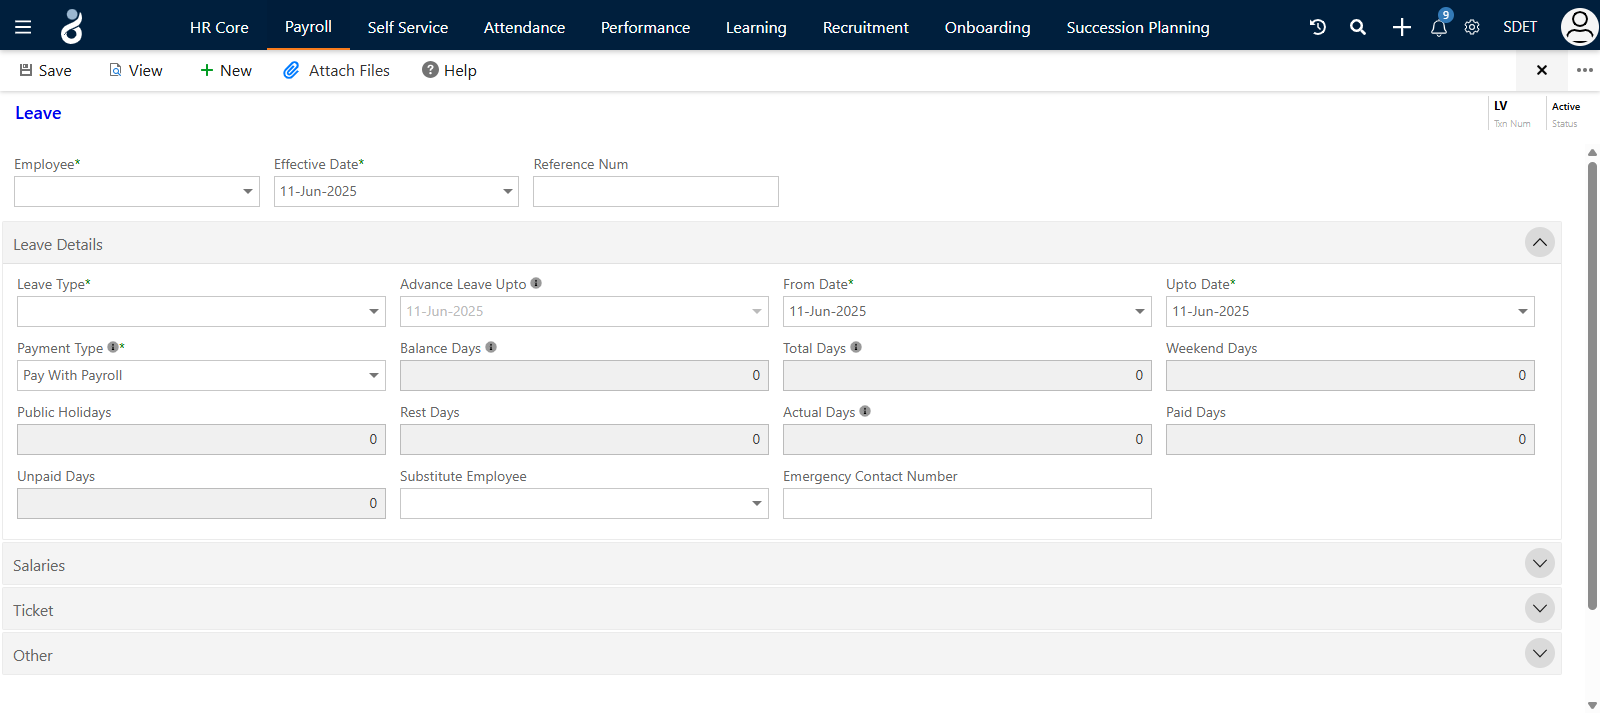 HR Core Payroll Self Service Attendance Performance Learning Recruitment Onboarding Succession Planning 9 SDET
Save View New Attach Files Help
Leave
LV Active
Txn Num Status
Employee* Effective Date* Reference Num
11-Jun-2025
Leave Details
Leave Type* Advance Leave Upto From Date* Upto Date*
11-Jun-2025 11-Jun-2025 11-Jun-2025
Payment Type * Balance Days Total Days Weekend Days
Pay With Payroll 0 0 0
Public Holidays Rest Days Actual Days Paid Days
0 0 0 0
Unpaid Days Substitute Employee Emergency Contact Number
0
Salaries
Ticket
Other